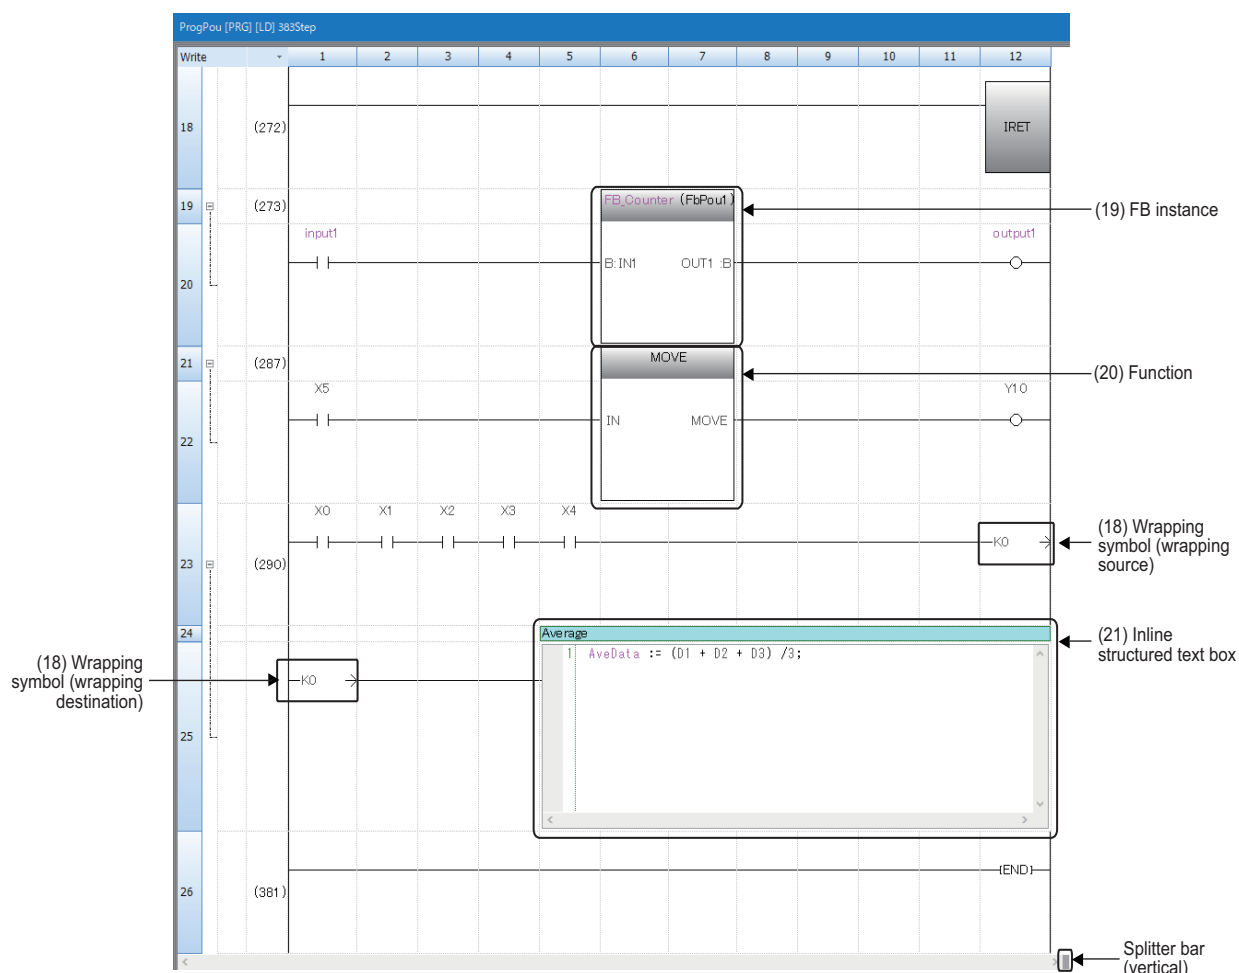 ProgPou [PRG] [LD] 383Step
Write 1 2 3 4 5 6 7 8 9 10 11 12
18 (272) IRET
19 (273) FB_Counter (FbPou1)
(19) FB instance
input1 output1
B:IN1 OUT1 :B
20
21 (287) MOVE
(20) Function
X5 Y10
IN MOVE
22
X0 X1 X2 X3 X4
K0
(18) Wrapping
symbol (wrapping
source)
23 (290)
24 Average
(21) Inline
structured text box
1 AveData := (D1 + D2 + D3) /3;
(18) Wrapping
symbol (wrapping
destination)
K0
25
END
26 (381)
Splitter bar
(vertical)